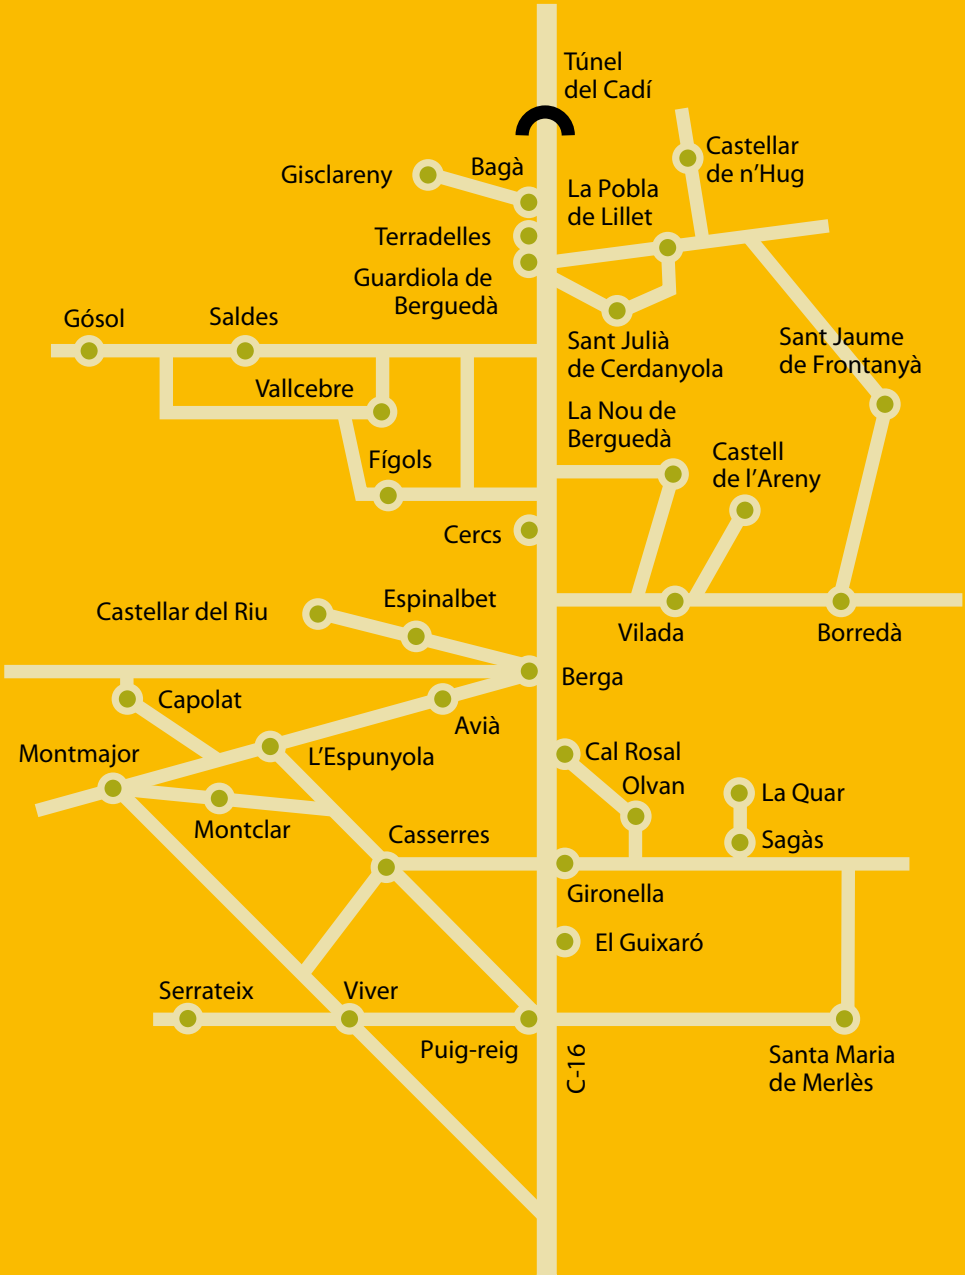 Túnel
del Cadí
Castellar
de n'Hug
Bagà
Gisclareny
La Pobla
de Lillet
Terradelles
Guardiola de
Berguedà
Gósol
Saldes
Sant Julià
de Cerdanyola
Sant Jaume
de Frontanyà
Vallcebre
La Nou de
Berguedà
Fígols
Castell
de l'Areny
Cercs
Espinalbet
Castellar del Riu
Vilada
Borredà
Berga
Capolat
Avià
Montmajor
L'Espunyola
Cal Rosal
Olvan
La Quar
Montclar
Casserres
Sagàs
Gironella
El Guixaró
Serrateix
Viver
Puig-reig
C-16
Santa Maria
de Merlès